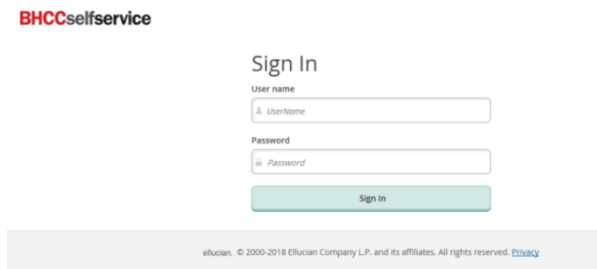 BHCCselfservice
Sign In
User name
UserName
Password
Password
Sign In
ellucian. © 2000-2018 Ellucian Company L.P. and its affiliates. All rights reserved. Privacy